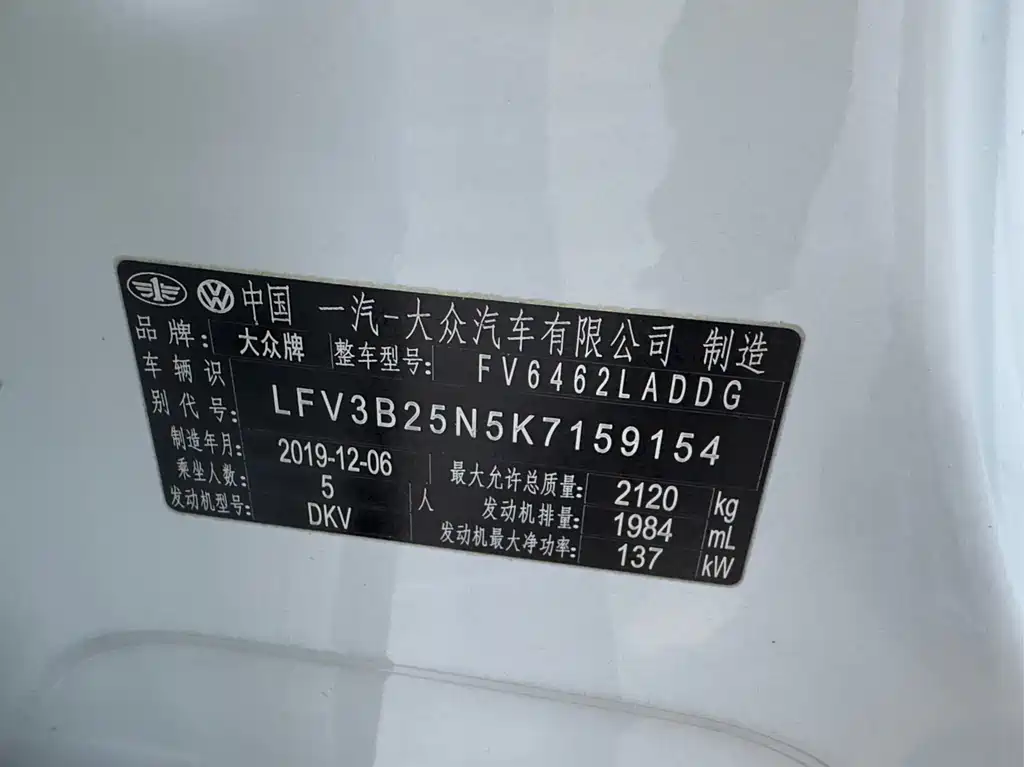 中国 一汽-大众汽车有限公司 制造
品牌: 大众牌 整车型号: FV6462LADDG
车辆识别代号: LFV3B25N5K7159154
制造年月: 2019-12-06 最大允许总质量: 2120 kg
乘坐人数: 5 人 发动机排量: 1984 mL
发动机型号: DKV 发动机最大净功率: 137 kW